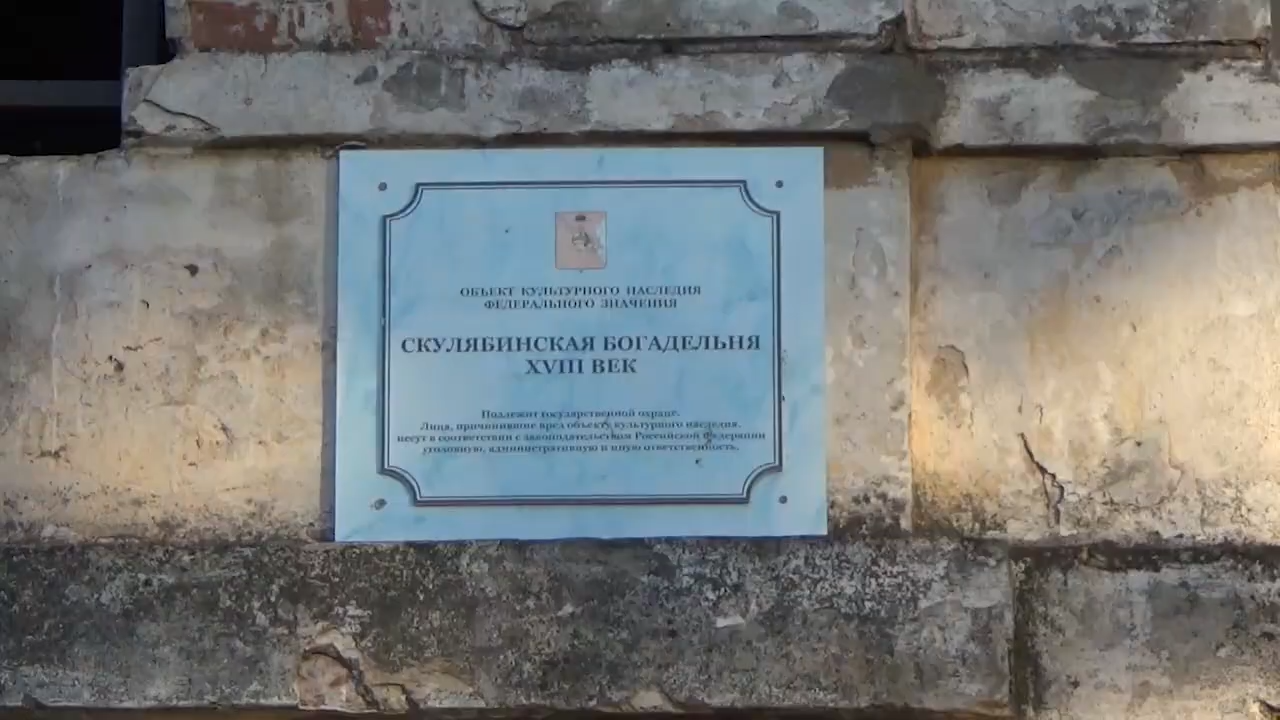 ОБЪЕКТ КУЛЬТУРНОГО НАСЛЕДИЯ
ФЕДЕРАЛЬНОГО ЗНАЧЕНИЯ
СКУЛЯБИНСКАЯ БОГАДЕЛЬНЯ
XVIII ВЕК
Подлежит государственной охране.
Лица, причинившие вред объекту культурного наследия,
несут в соответствии с законодательством Российской Федерации
уголовную, административную и иную ответственность.